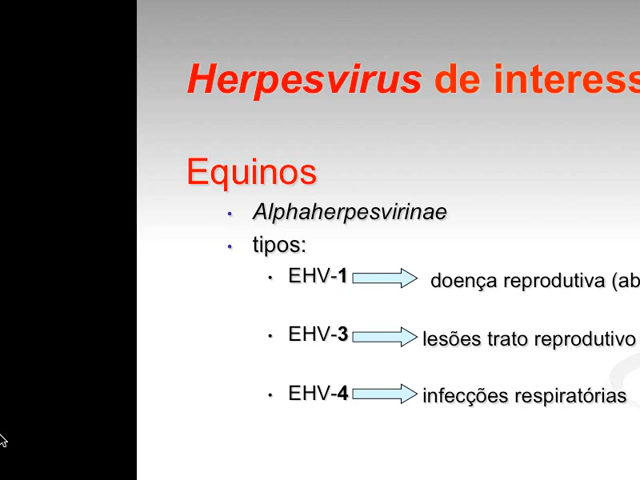 Herpesvirus de interess
Equinos
• Alphaherpesvirinae
• tipos:
• EHV-1 doença reprodutiva (ab
• EHV-3 lesões trato reprodutivo
• EHV-4 infecções respiratórias